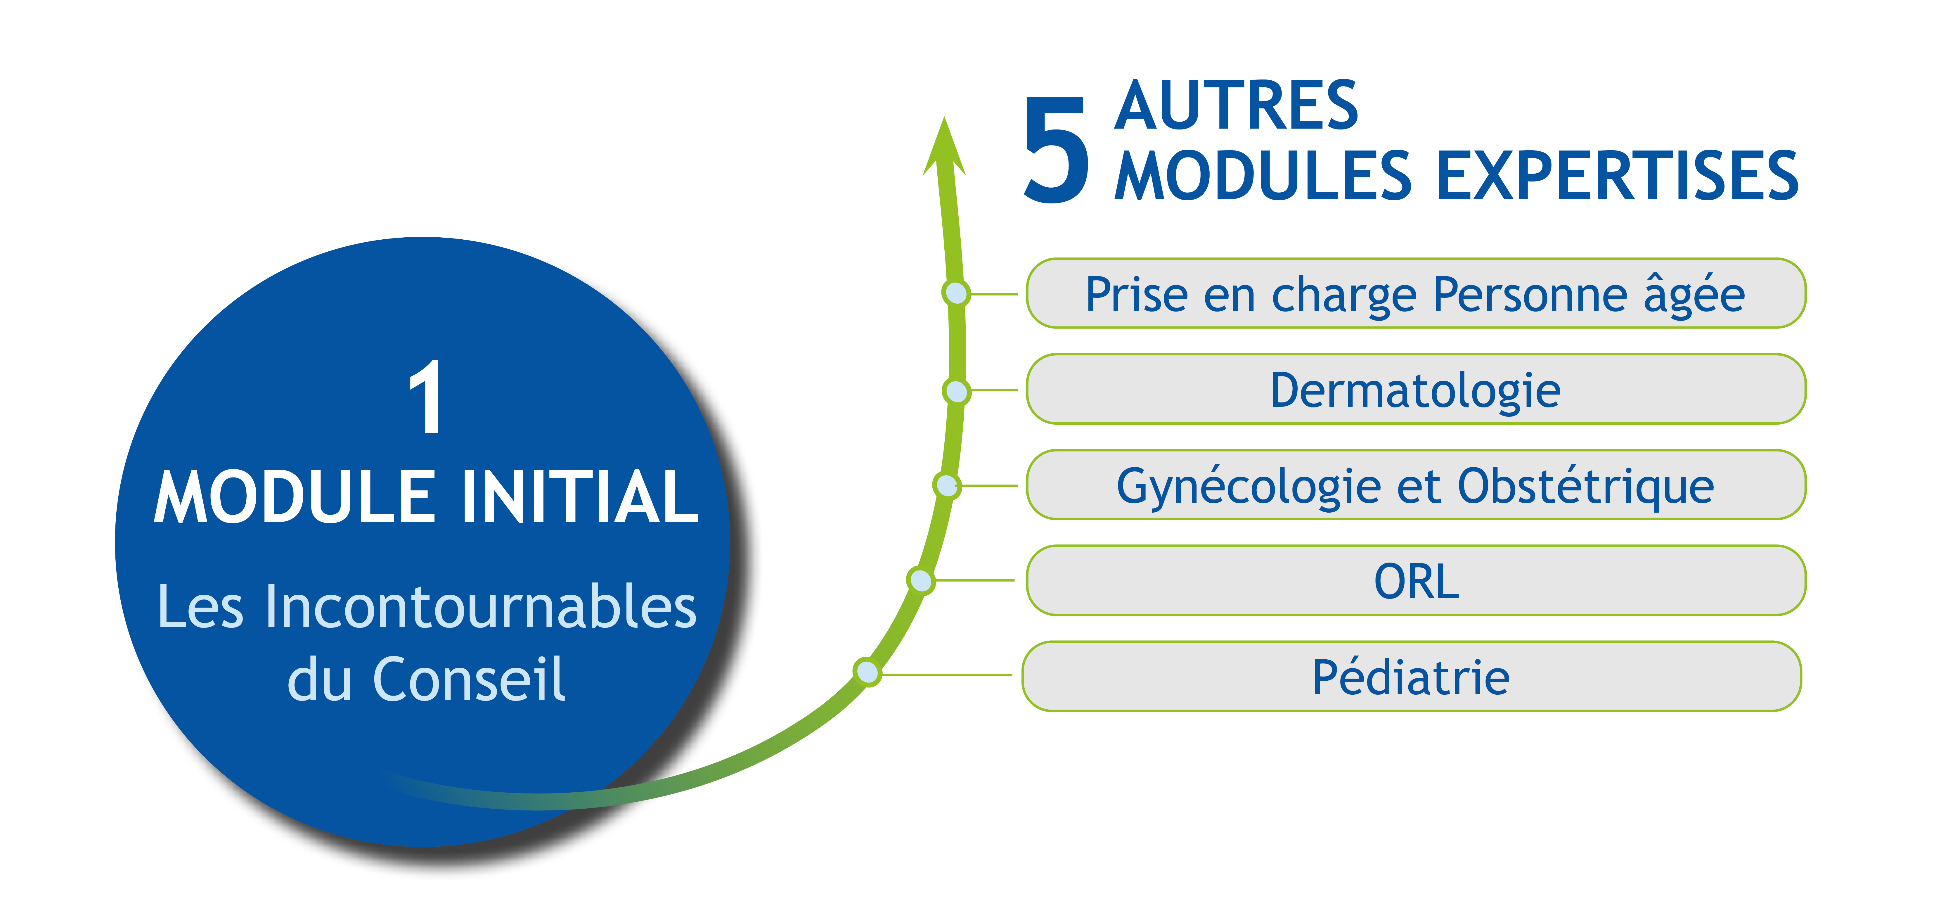 1
MODULE INITIAL
Les Incontournables
du Conseil
5
AUTRES
MODULES EXPERTISES
Prise en charge Personne âgée
Dermatologie
Gynécologie et Obstétrique
ORL
Pédiatrie